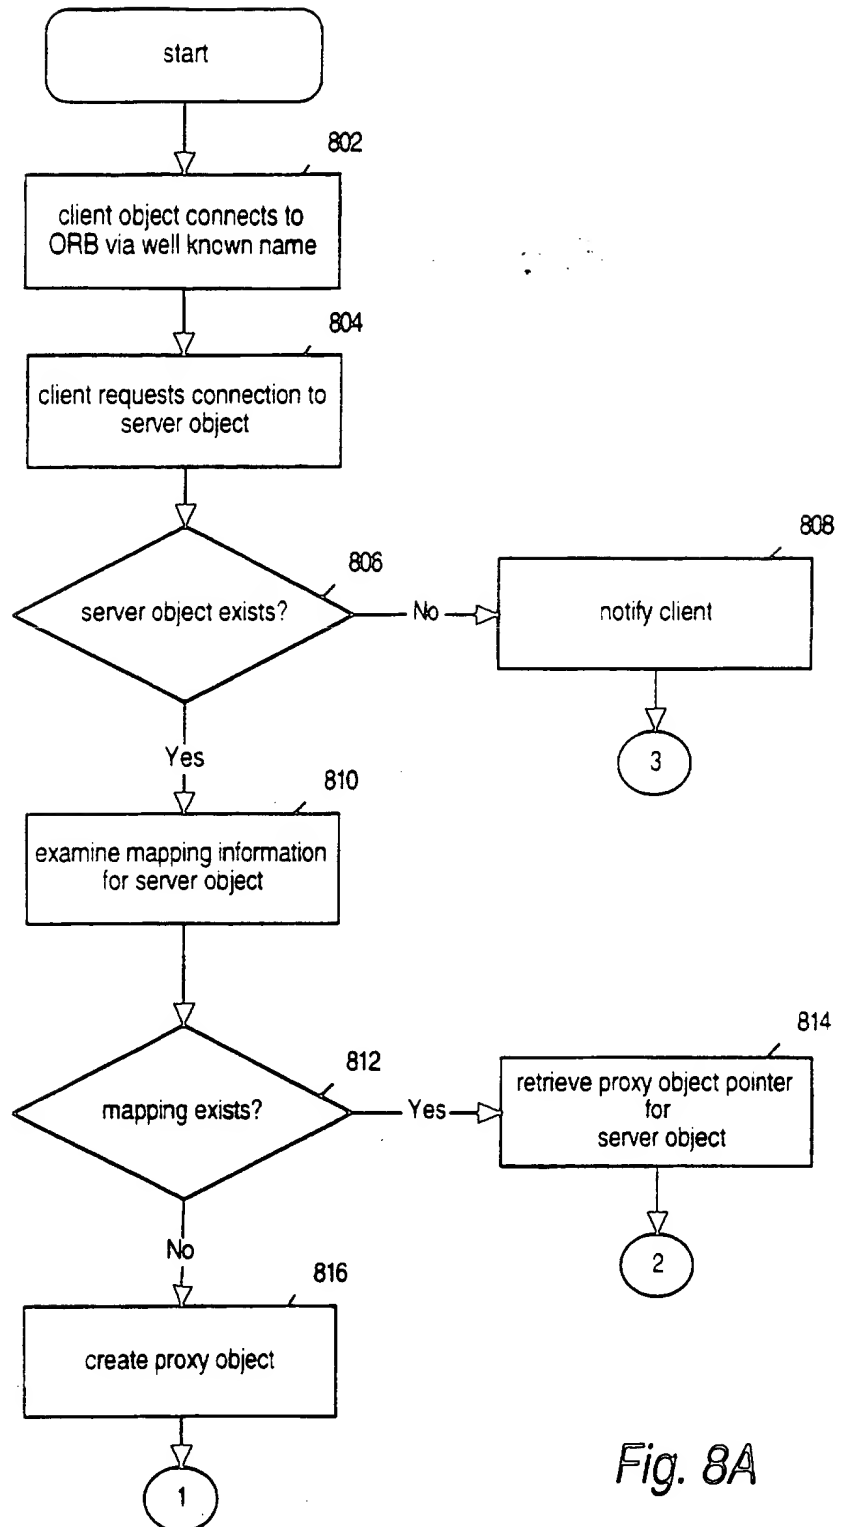 start
802
client object connects to
ORB via well known name
804
client requests connection to
server object
806
server object exists?
No
808
notify client
3
Yes
810
examine mapping information
for server object
812
mapping exists?
Yes
814
retrieve proxy object pointer
for
server object
2
No
816
create proxy object
1
Fig. 8A